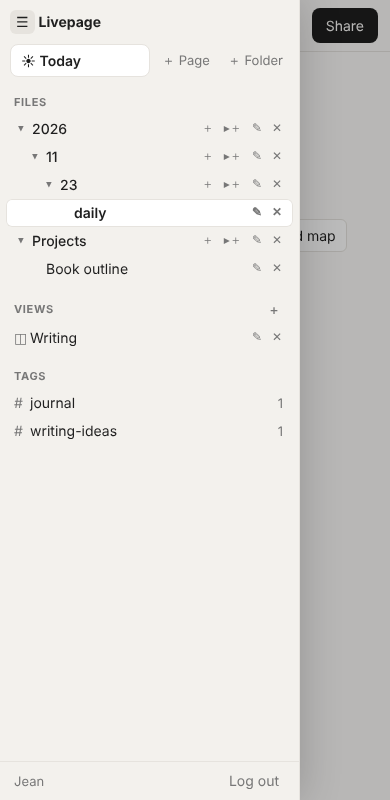 ☰ Livepage
Share
☀ Today
+ Page
+ Folder
FILES
▾ 2026 + ▸+ ✎ ✕
▾ 11 + ▸+ ✎ ✕
▾ 23 + ▸+ ✎ ✕
daily ✎ ✕
d map
▾ Projects + ▸+ ✎ ✕
Book outline ✎ ✕
VIEWS +
◫ Writing ✎ ✕
TAGS
# journal 1
# writing-ideas 1
Jean
Log out